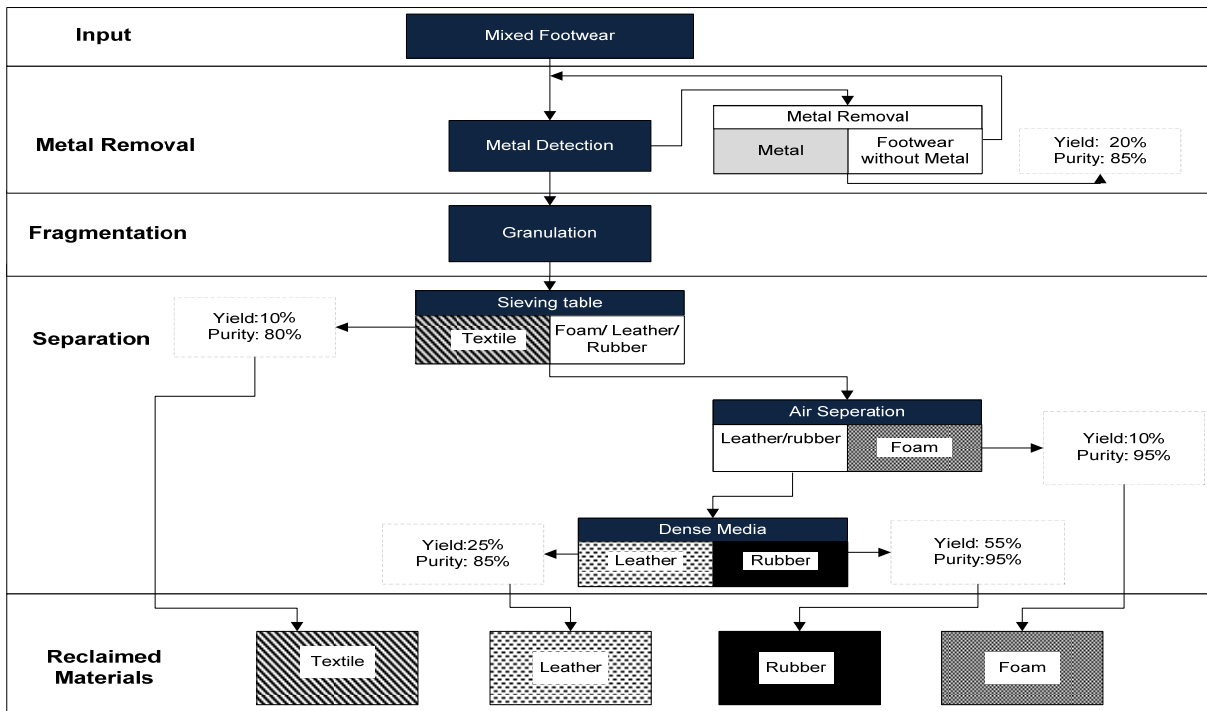 Input
Mixed Footwear
Metal Removal
Metal Detection
Metal Removal
Metal
Footwear
without Metal
Yield: 20%
Purity: 85%
Fragmentation
Granulation
Separation
Sieving table
Textile
Foam/ Leather/
Rubber
Yield:10%
Purity: 80%
Air Seperation
Leather/rubber
Foam
Yield:10%
Purity: 95%
Dense Media
Leather
Rubber
Yield:25%
Purity: 85%
Yield: 55%
Purity:95%
Reclaimed
Materials
Textile
Leather
Rubber
Foam